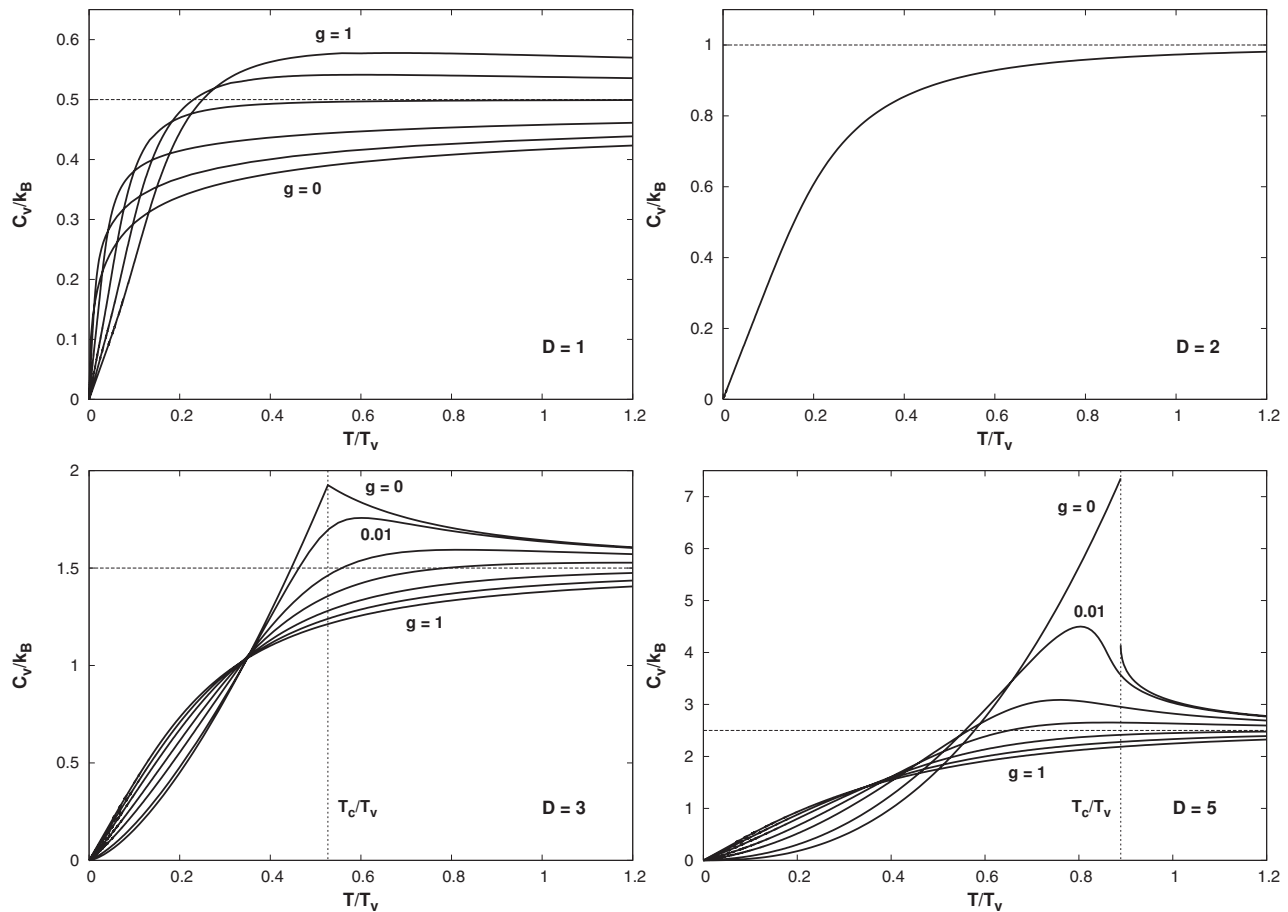 0.6
0.5
0.4
0.3
0.2
0.1
0
C_v/k_B
g = 1
g = 0
D = 1
0 0.2 0.4 0.6 0.8 1 1.2
T/T_v
1
0.8
0.6
0.4
0.2
0
C_v/k_B
D = 2
0 0.2 0.4 0.6 0.8 1 1.2
T/T_v
2
1.5
1
0.5
0
C_v/k_B
g = 0
0.01
g = 1
T_c/T_v
D = 3
0 0.2 0.4 0.6 0.8 1 1.2
T/T_v
7
6
5
4
3
2
1
0
C_v/k_B
g = 0
0.01
g = 1
T_c/T_v
D = 5
0 0.2 0.4 0.6 0.8 1 1.2
T/T_v